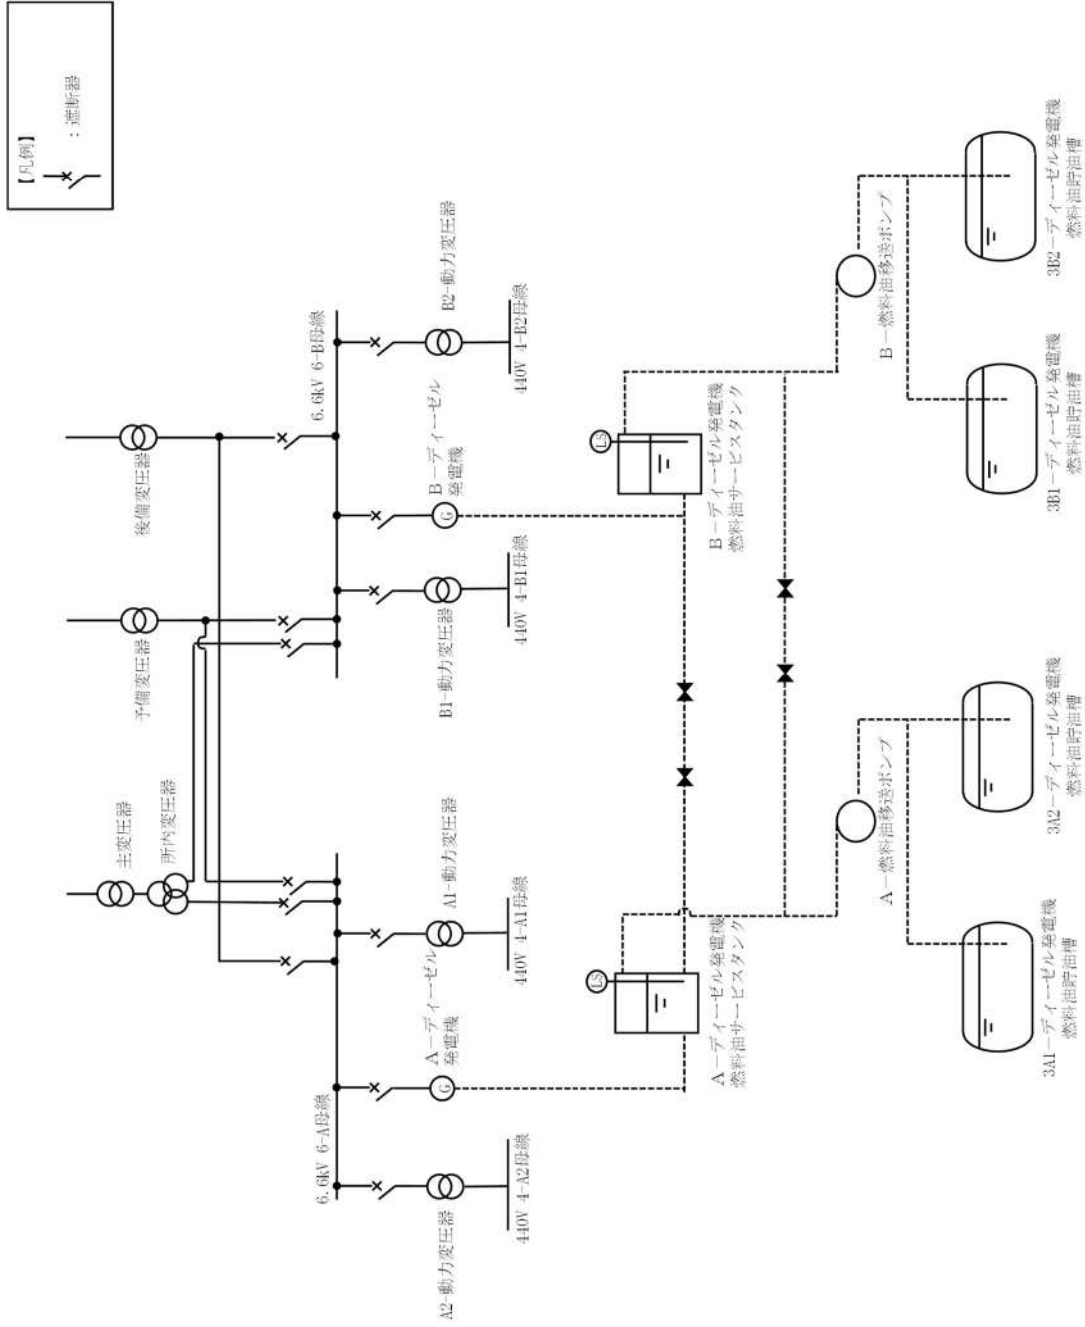 【凡例】
：遮断器
主変圧器
所内変圧器
予備変圧器
後備変圧器
6.6kV 6-A母線
6.6kV 6-B母線
A2-動力変圧器
440V 4-A2母線
A－ディーゼル
発電機
G
A1-動力変圧器
440V 4-A1母線
B1-動力変圧器
440V 4-B1母線
B－ディーゼル
発電機
G
B2-動力変圧器
440V 4-B2母線
LS
A－ディーゼル発電機
燃料油サービスタンク
LS
B－ディーゼル発電機
燃料油サービスタンク
A－燃料油移送ポンプ
B－燃料油移送ポンプ
3A1－ディーゼル発電機
燃料油貯油槽
3A2－ディーゼル発電機
燃料油貯油槽
3B1－ディーゼル発電機
燃料油貯油槽
3B2－ディーゼル発電機
燃料油貯油槽